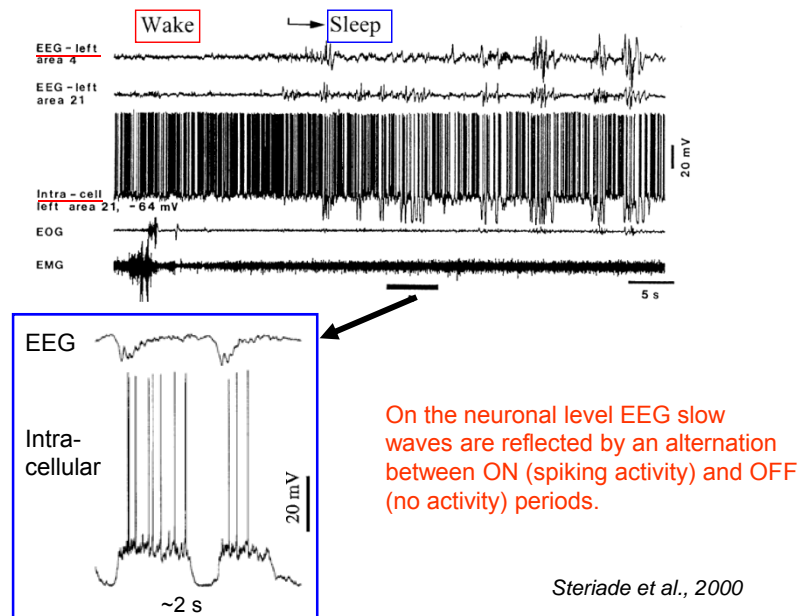 Wake
Sleep
EEG-left
area 4
EEG-left
area 21
20 mV
Intra-cell
left area 21, -64 mV
EOG
EMG
5 s
EEG
Intra-
cellular
20 mV
~2 s
On the neuronal level EEG slow
waves are reflected by an alternation
between ON (spiking activity) and OFF
(no activity) periods.
Steriade et al., 2000